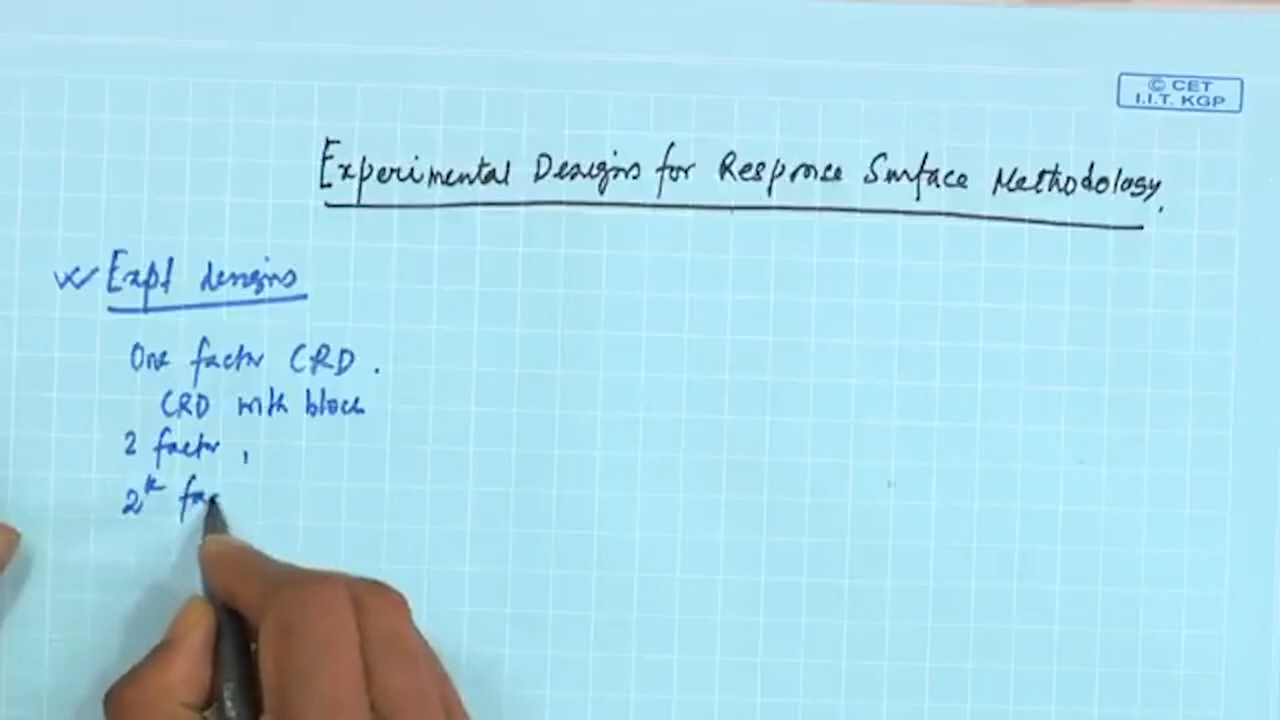 © CET
I.I.T. KGP
Experimental Designs for Response Surface Methodology.
Expt designs
One factor CRD.
CRD with block
2 factor,
2^k fac